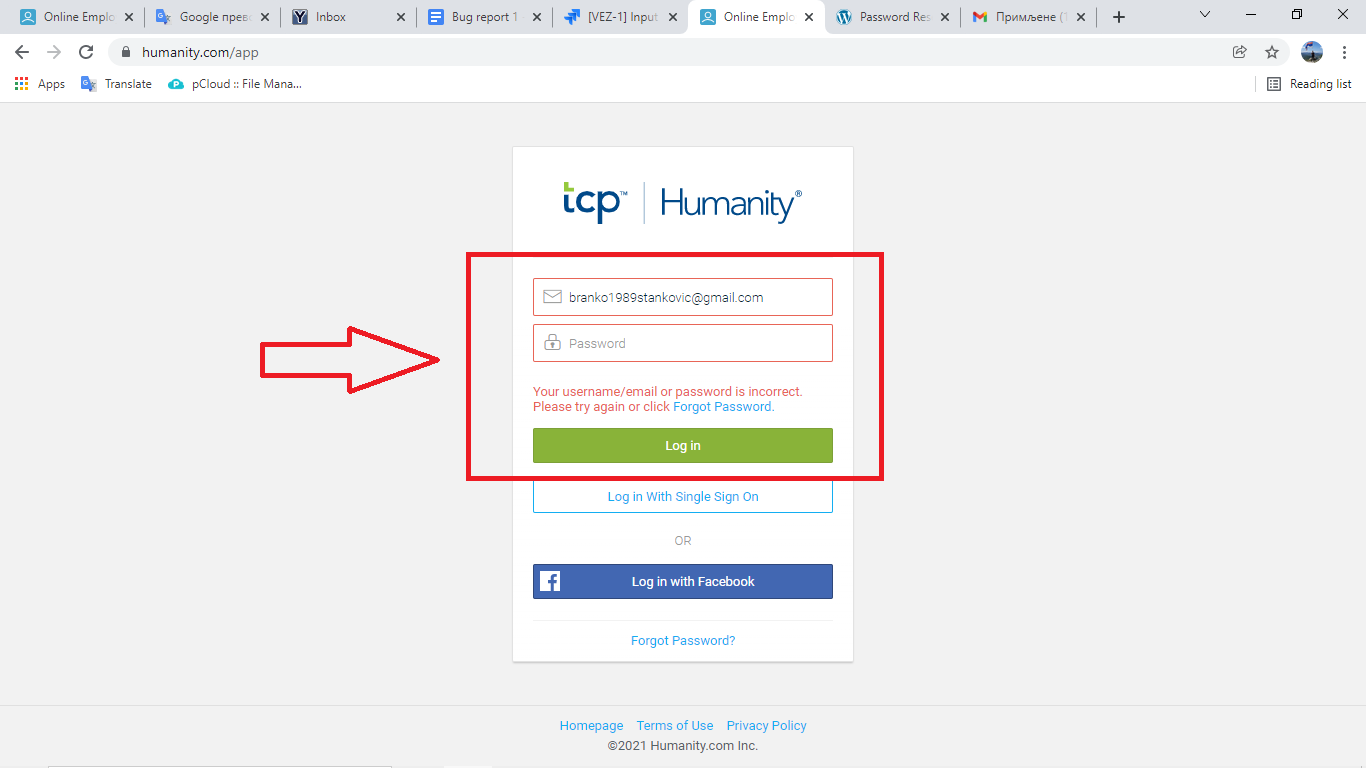 Online Emplo
Google прево
Inbox
Bug report 1 -
[VEZ-1] Input
Online Emplo
Password Res
Примљене (1
humanity.com/app
Apps
Translate
pCloud :: File Mana...
Reading list
tcp™ Humanity®
branko1989stankovic@gmail.com
Password
Your username/email or password is incorrect.
Please try again or click Forgot Password.
Log in
Log in With Single Sign On
OR
Log in with Facebook
Forgot Password?
Homepage Terms of Use Privacy Policy
©2021 Humanity.com Inc.